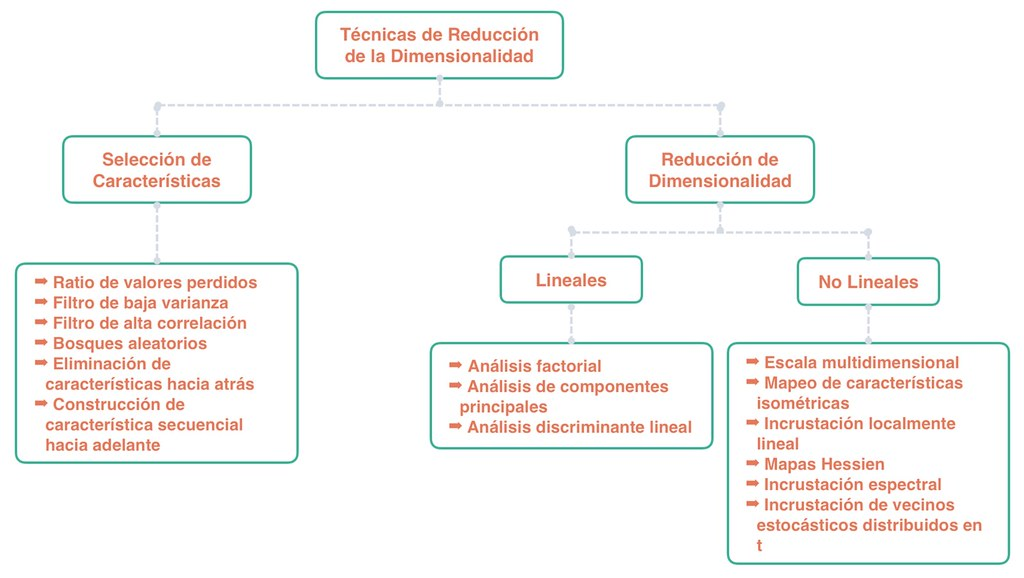 Técnicas de Reducción
de la Dimensionalidad
Selección de
Características
Reducción de
Dimensionalidad
Lineales
No Lineales
➡ Ratio de valores perdidos
➡ Filtro de baja varianza
➡ Filtro de alta correlación
➡ Bosques aleatorios
➡ Eliminación de
características hacia atrás
➡ Construcción de
característica secuencial
hacia adelante
➡ Análisis factorial
➡ Análisis de componentes
principales
➡ Análisis discriminante lineal
➡ Escala multidimensional
➡ Mapeo de características
isométricas
➡ Incrustación localmente
lineal
➡ Mapas Hessien
➡ Incrustación espectral
➡ Incrustación de vecinos
estocásticos distribuidos en
t